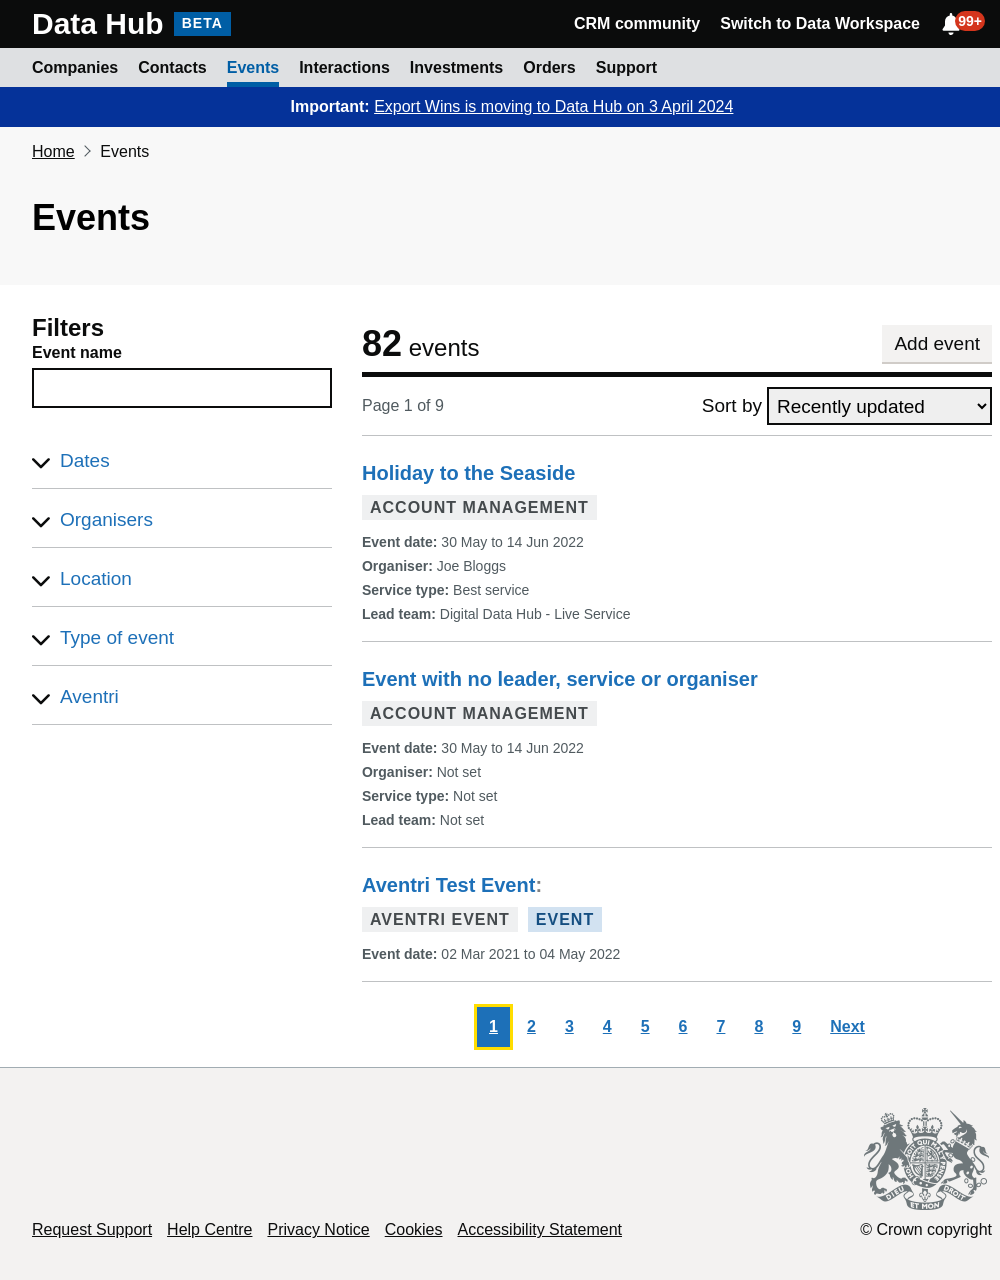 Data Hub BETA CRM community Switch to Data Workspace 99+
Companies Contacts Events Interactions Investments Orders Support
Important: Export Wins is moving to Data Hub on 3 April 2024
Home Events
Events
Filters
Event name
Dates
Organisers
Location
Type of event
Aventri
82 events Add event
Page 1 of 9 Sort by Recently updated
Holiday to the Seaside
ACCOUNT MANAGEMENT
Event date: 30 May to 14 Jun 2022
Organiser: Joe Bloggs
Service type: Best service
Lead team: Digital Data Hub - Live Service
Event with no leader, service or organiser
ACCOUNT MANAGEMENT
Event date: 30 May to 14 Jun 2022
Organiser: Not set
Service type: Not set
Lead team: Not set
Aventri Test Event:
AVENTRI EVENT EVENT
Event date: 02 Mar 2021 to 04 May 2022
1 2 3 4 5 6 7 8 9 Next
DIEU ET MON DROIT
Request Support Help Centre Privacy Notice Cookies Accessibility Statement © Crown copyright